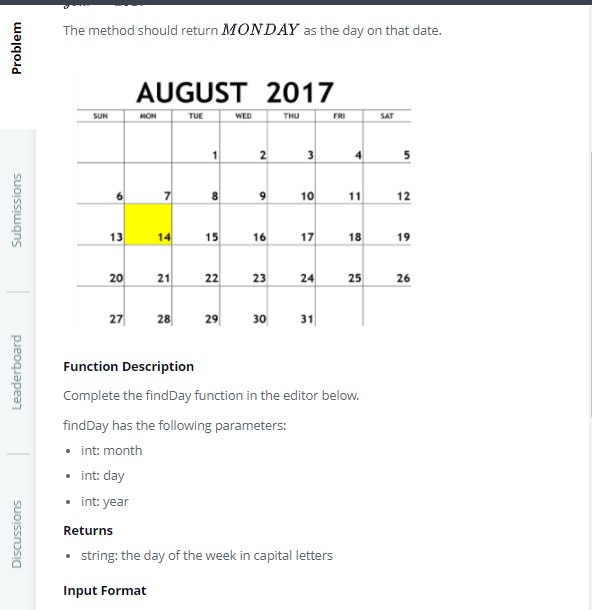 The method should return MONDAY as the day on that date.
AUGUST 2017
SUN MON TUE WED THU FRI SAT
1 2 3 4 5
6 7 8 9 10 11 12
13 14 15 16 17 18 19
20 21 22 23 24 25 26
27 28 29 30 31
Function Description
Complete the findDay function in the editor below.
findDay has the following parameters:
• int: month
• int: day
• int: year
Returns
• string: the day of the week in capital letters
Input Format
Problem
Submissions
Leaderboard
Discussions